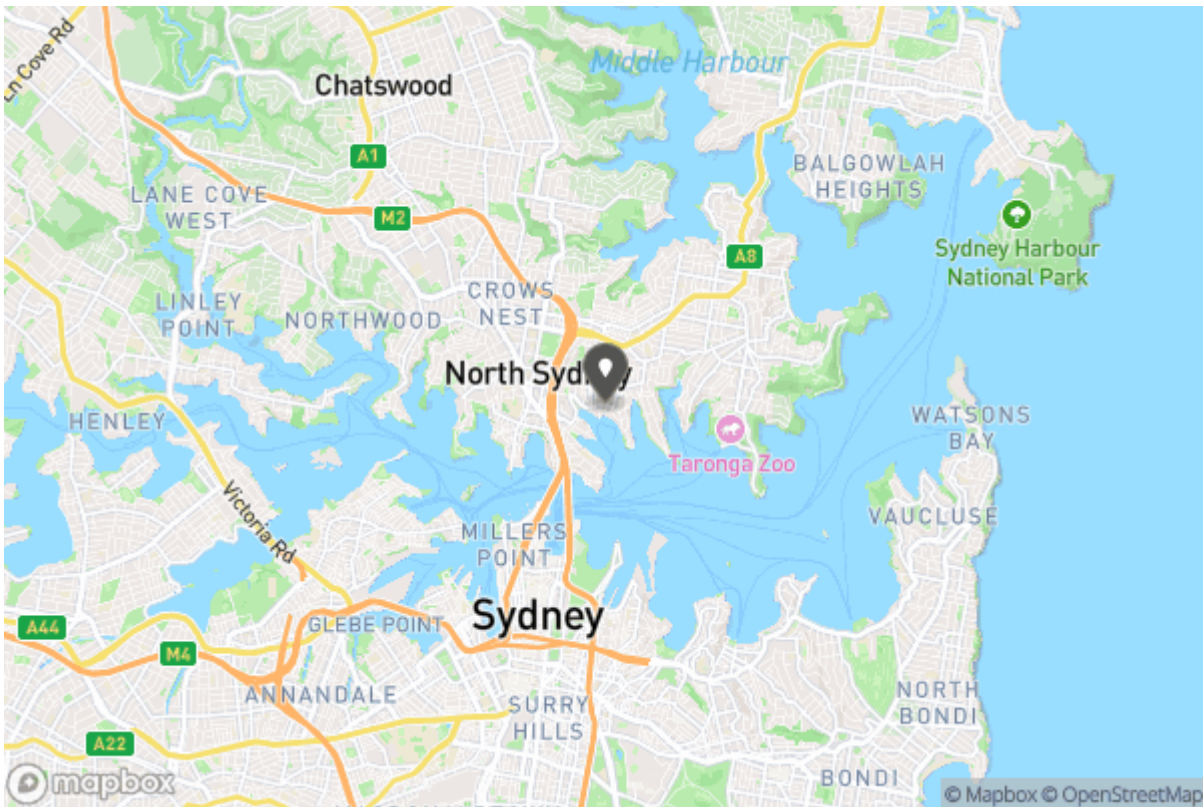 Ln Cove Rd
Middle Harbour
Chatswood
A1
BALGOWLAH
HEIGHTS
LANE COVE
WEST
M2
Sydney Harbour
National Park
A8
CROWS
NEST
LINLEY
POINT
NORTHWOOD
North Sydney
HENLEY
WATSONS
BAY
Taronga Zoo
Victoria Rd
VAUCLUSE
MILLERS
POINT
Sydney
GLEBE POINT
A44
M4
ANNANDALE
SURRY
HILLS
NORTH
BONDI
A22
BONDI
mapbox
© Mapbox © OpenStreetMap